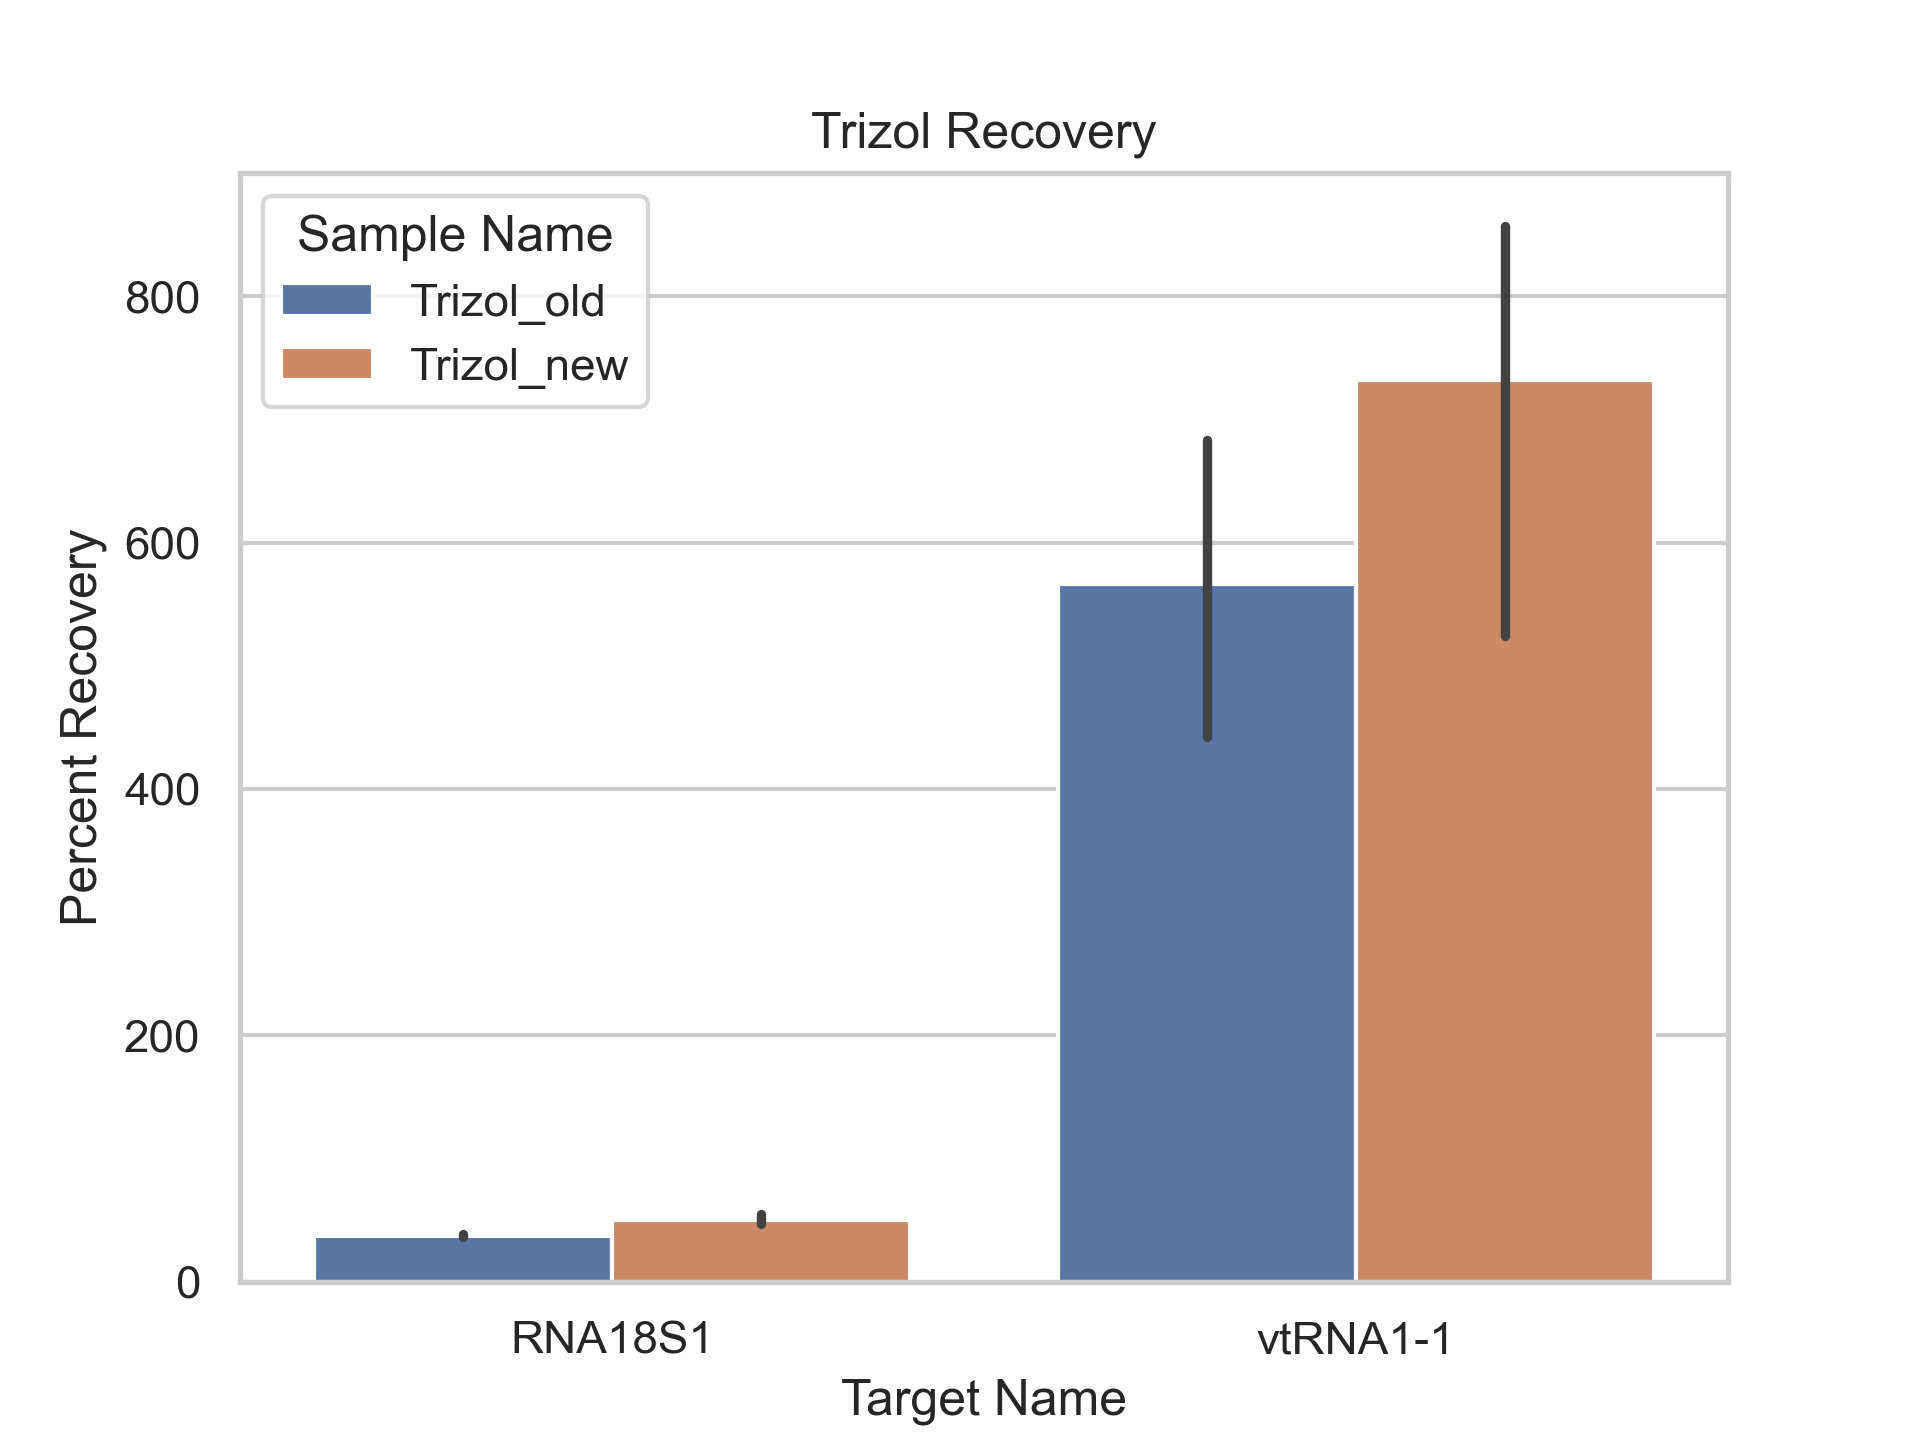 Trizol Recovery
Sample Name
Trizol_old
Trizol_new
Percent Recovery
800
600
400
200
0
RNA18S1
vtRNA1-1
Target Name